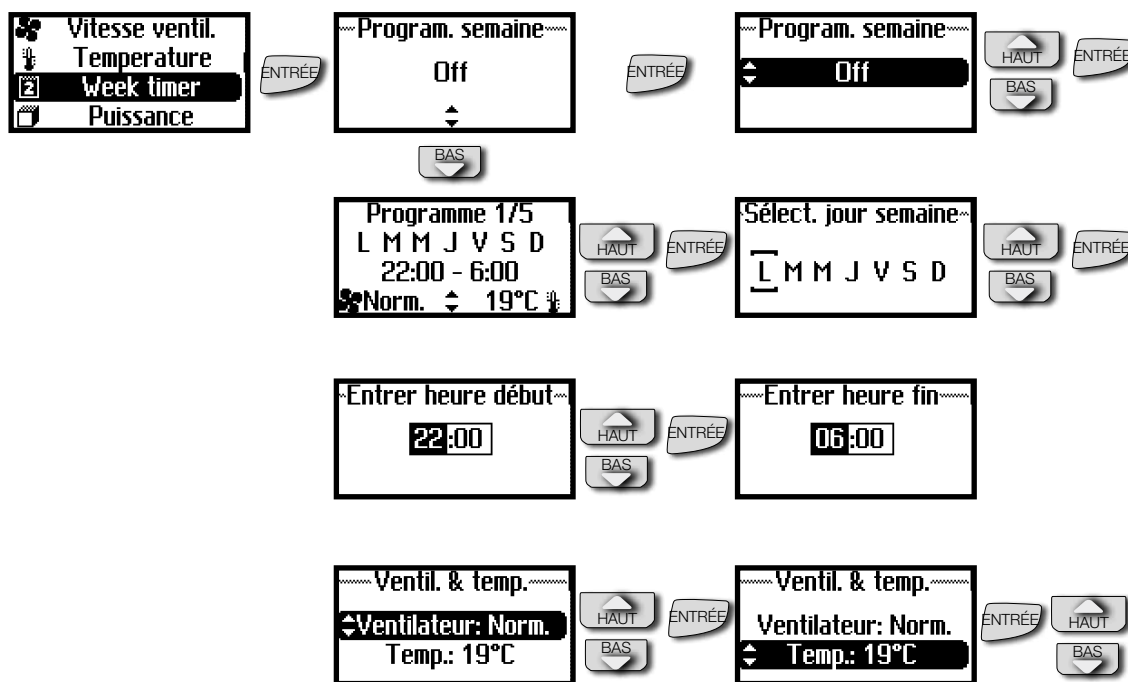 Vitesse ventil.
Temperature
Week timer
Puissance
ENTRÉE
Program. semaine
Off
BAS
ENTRÉE
Program. semaine
Off
HAUT
BAS
ENTRÉE
Programme 1/5
L M M J V S D
22:00 - 6:00
Norm. 19°C
HAUT
BAS
ENTRÉE
Sélect. jour semaine
L M M J V S D
HAUT
BAS
ENTRÉE
Entrer heure début
22:00
HAUT
BAS
ENTRÉE
Entrer heure fin
06:00
Ventil. & temp.
Ventilateur: Norm.
Temp.: 19°C
HAUT
BAS
ENTRÉE
Ventil. & temp.
Ventilateur: Norm.
Temp.: 19°C
ENTRÉE
HAUT
BAS